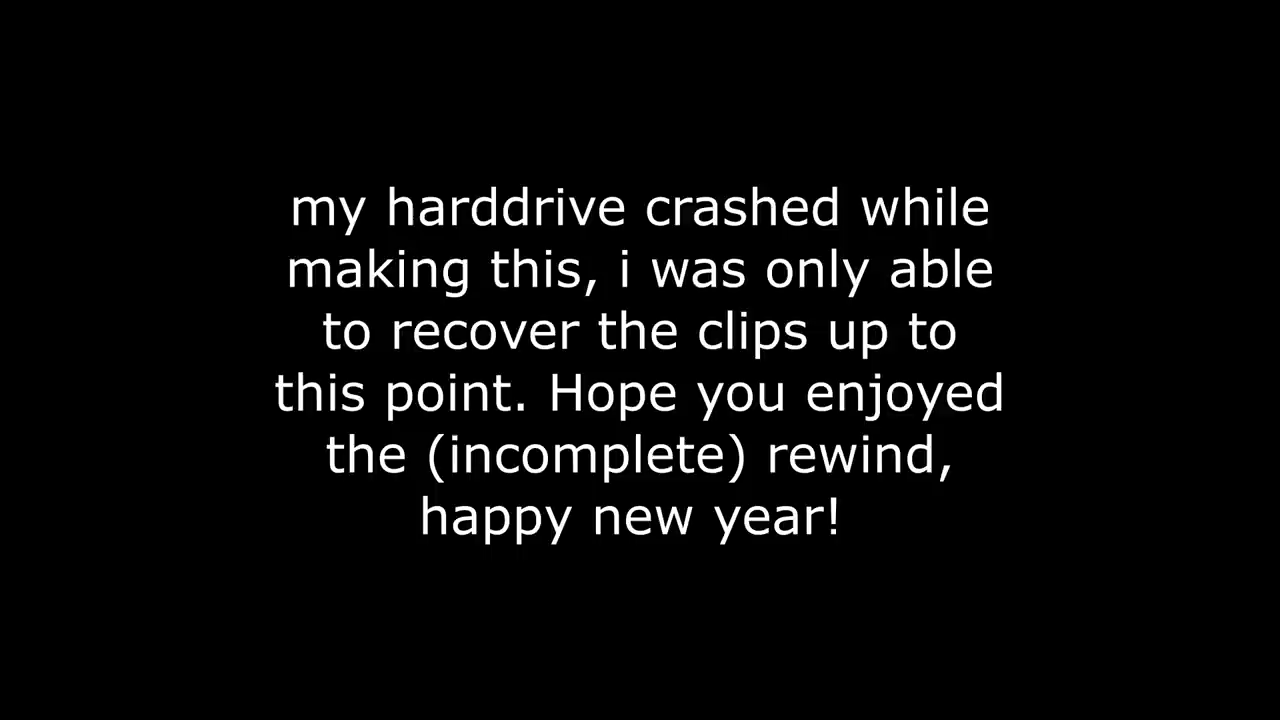 my harddrive crashed while
making this, i was only able
to recover the clips up to
this point. Hope you enjoyed
the (incomplete) rewind,
happy new year!